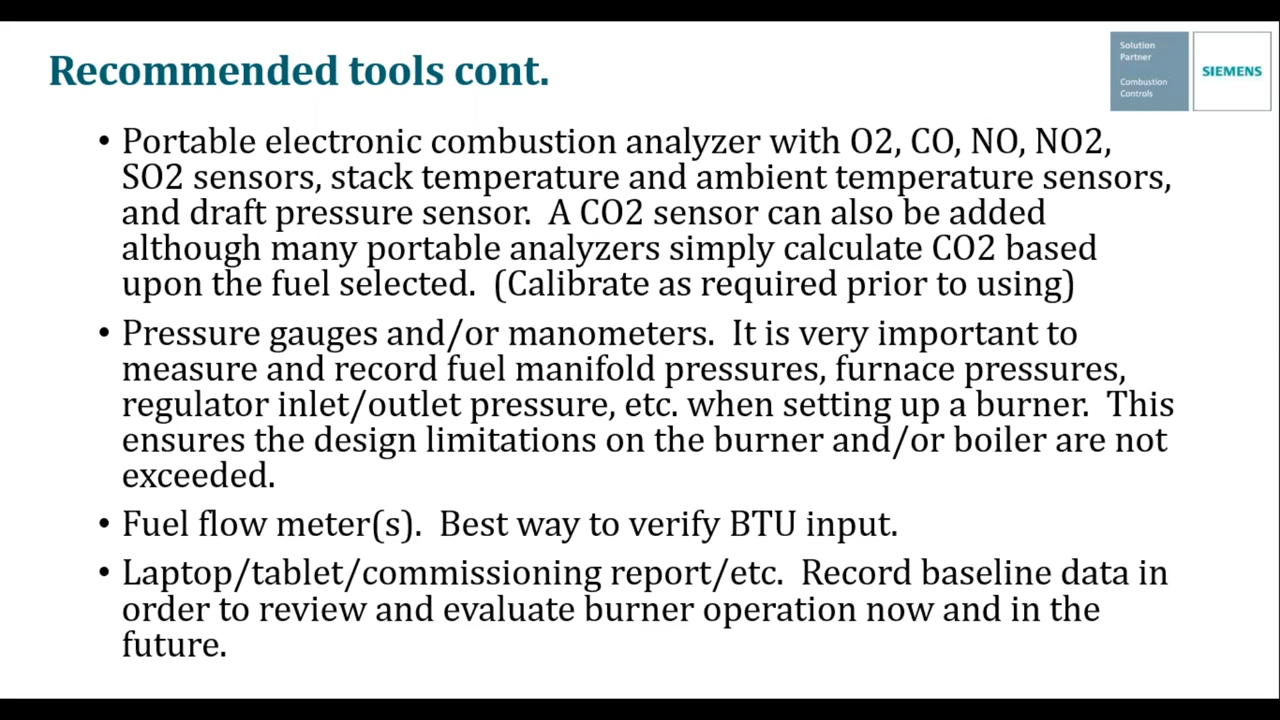 Recommended tools cont.
Solution
Partner
Combustion
Controls
SIEMENS
• Portable electronic combustion analyzer with O2, CO, NO, NO2,
SO2 sensors, stack temperature and ambient temperature sensors,
and draft pressure sensor.  A CO2 sensor can also be added
although many portable analyzers simply calculate CO2 based
upon the fuel selected.  (Calibrate as required prior to using)
• Pressure gauges and/or manometers.  It is very important to
measure and record fuel manifold pressures, furnace pressures,
regulator inlet/outlet pressure, etc. when setting up a burner.  This
ensures the design limitations on the burner and/or boiler are not
exceeded.
• Fuel flow meter(s).  Best way to verify BTU input.
• Laptop/tablet/commissioning report/etc.  Record baseline data in
order to review and evaluate burner operation now and in the
future.